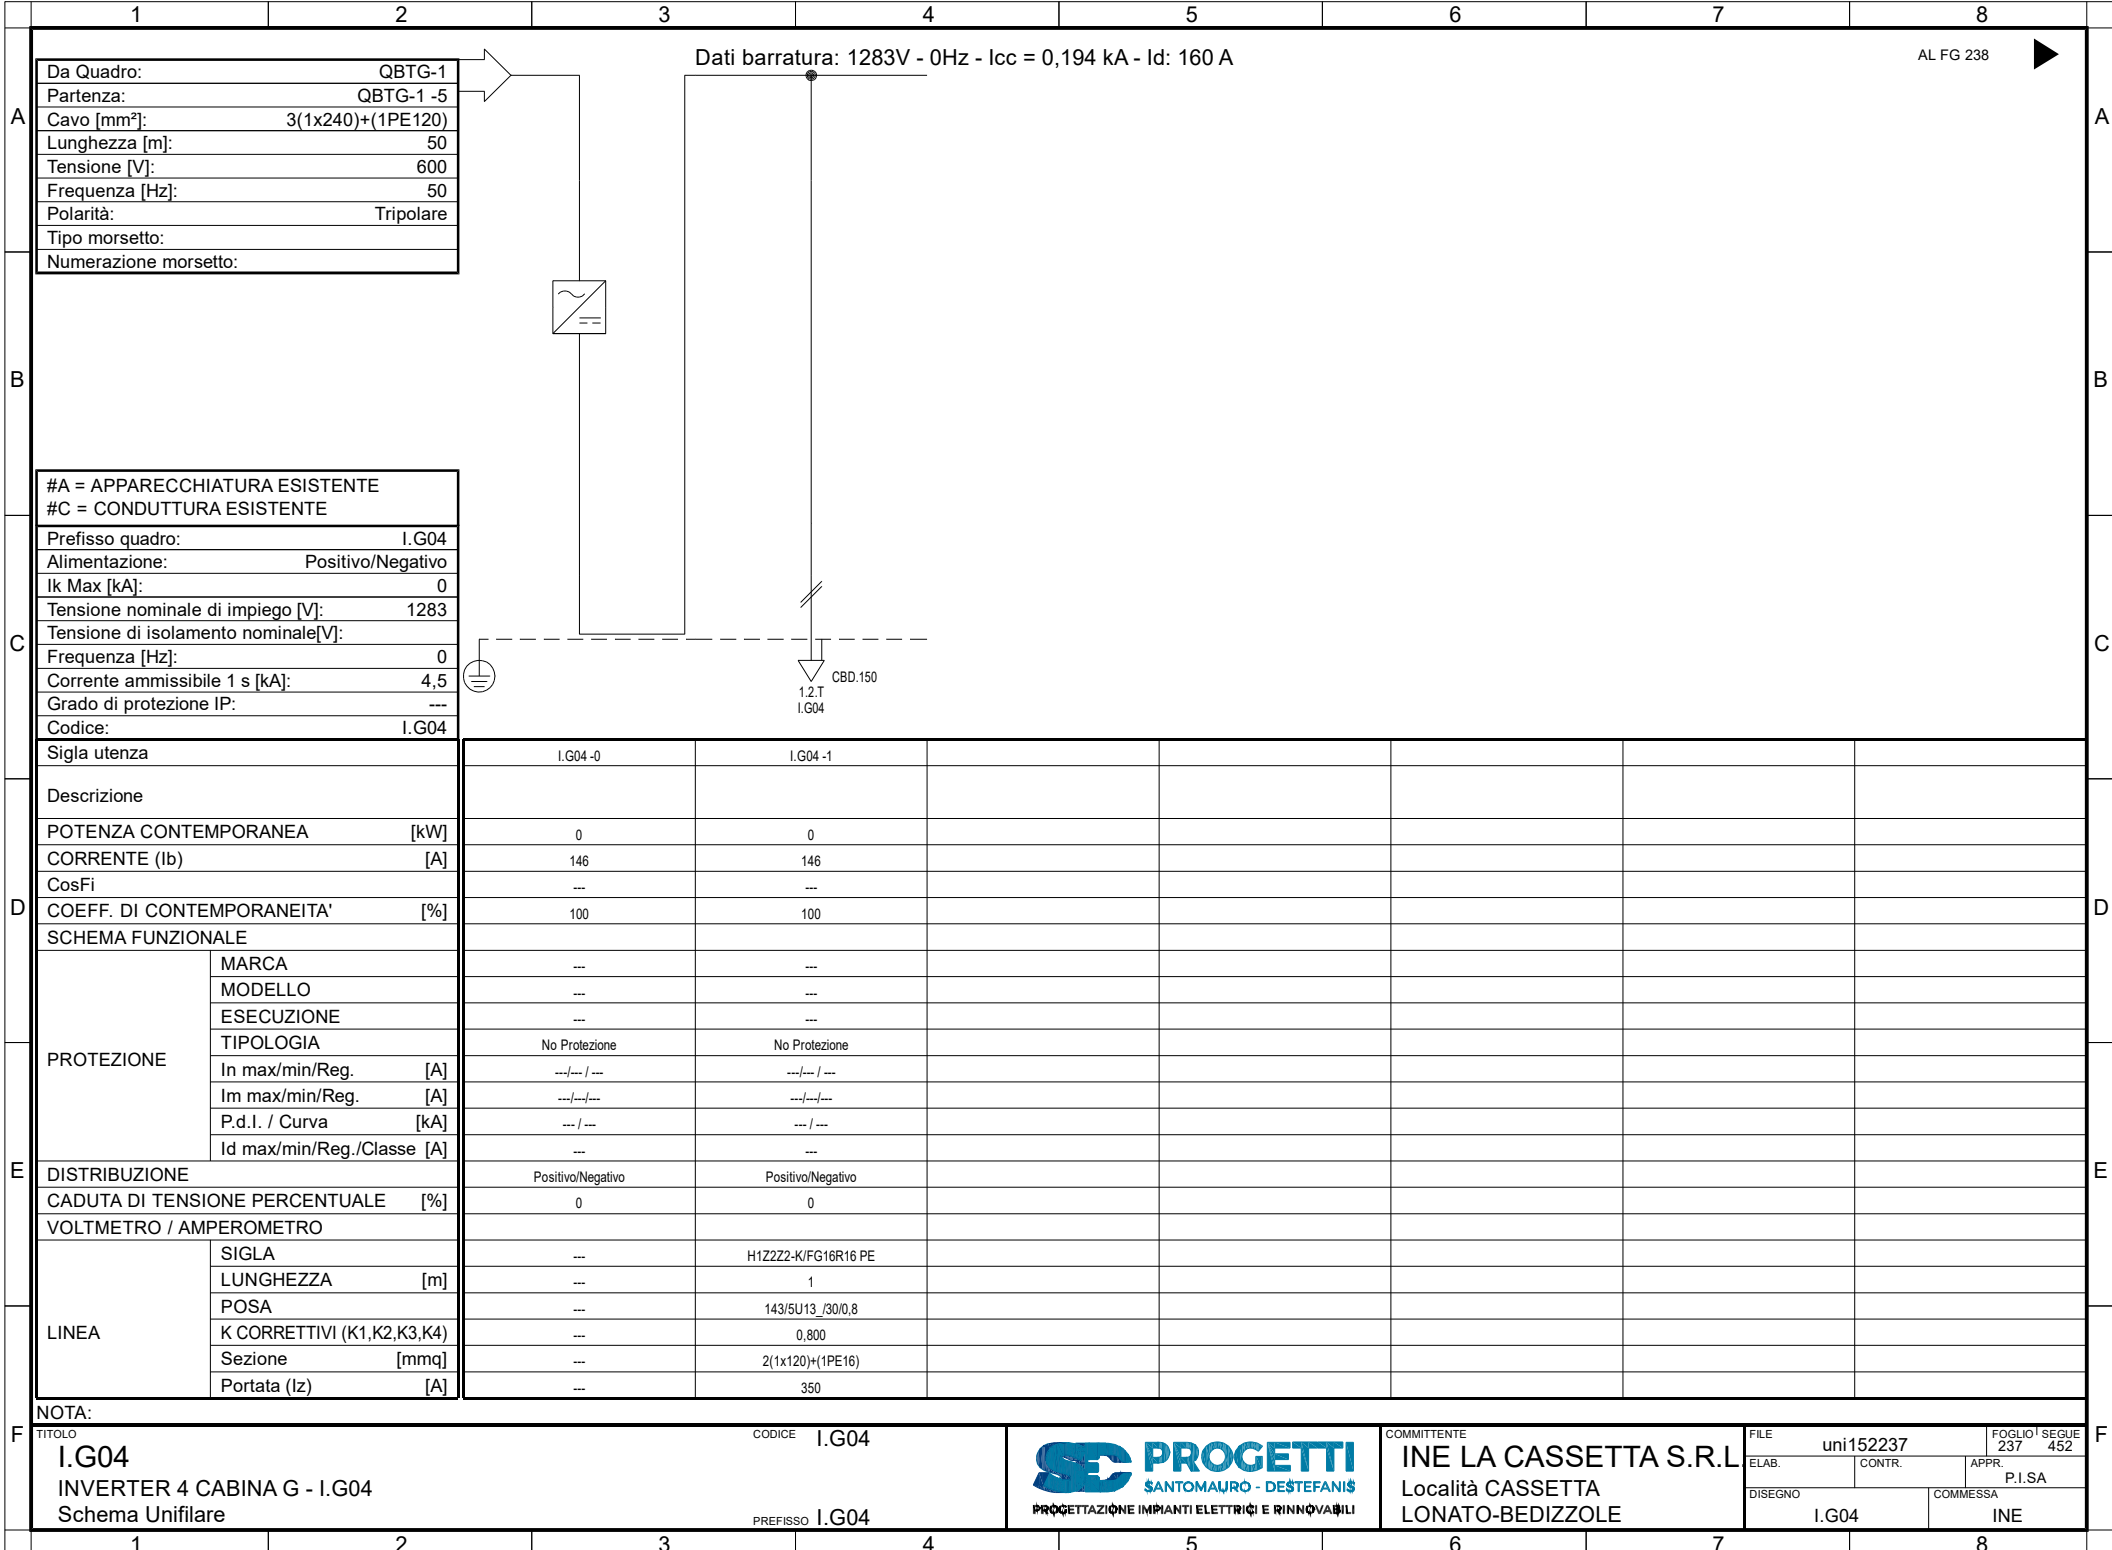 1 2 3 4 5 6 7 8
Dati barratura: 1283V - 0Hz - Icc = 0,194 kA - Id: 160 A
AL FG 238
Da Quadro: QBTG-1
Partenza: QBTG-1 -5
Cavo [mm²]: 3(1x240)+(1PE120)
Lunghezza [m]: 50
Tensione [V]: 600
Frequenza [Hz]: 50
Polarità: Tripolare
Tipo morsetto:
Numerazione morsetto:
A A
B B
#A = APPARECCHIATURA ESISTENTE
#C = CONDUTTURA ESISTENTE
Prefisso quadro: I.G04
Alimentazione: Positivo/Negativo
Ik Max [kA]: 0
Tensione nominale di impiego [V]: 1283
Tensione di isolamento nominale[V]:
Frequenza [Hz]: 0
Corrente ammissibile 1 s [kA]: 4,5
Grado di protezione IP: ---
Codice: I.G04
C C
CBD.150
1.2.T
I.G04
Sigla utenza I.G04 -0 I.G04 -1
Descrizione
POTENZA CONTEMPORANEA [kW] 0 0
CORRENTE (Ib) [A] 146 146
CosFi --- ---
D COEFF. DI CONTEMPORANEITA' [%] 100 100 D
SCHEMA FUNZIONALE
PROTEZIONE
MARCA --- ---
MODELLO --- ---
ESECUZIONE --- ---
TIPOLOGIA No Protezione No Protezione
In max/min/Reg. [A] ---/--- / --- ---/--- / ---
Im max/min/Reg. [A] ---/---/--- ---/---/---
P.d.I. / Curva [kA] --- / --- --- / ---
Id max/min/Reg./Classe [A] --- ---
E DISTRIBUZIONE Positivo/Negativo Positivo/Negativo E
CADUTA DI TENSIONE PERCENTUALE [%] 0 0
VOLTMETRO / AMPEROMETRO
LINEA
SIGLA --- H1Z2Z2-K/FG16R16 PE
LUNGHEZZA [m] --- 1
POSA --- 143/5U13_/30/0,8
K CORRETTIVI (K1,K2,K3,K4) --- 0,800
Sezione [mmq] --- 2(1x120)+(1PE16)
Portata (Iz) [A] --- 350
NOTA:
F F
TITOLO
I.G04
INVERTER 4 CABINA G - I.G04
Schema Unifilare
CODICE I.G04
PREFISSO I.G04
SD PROGETTI
SANTOMAURO - DESTEFANIS
PROGETTAZIONE IMPIANTI ELETTRICI E RINNOVABILI
COMMITTENTE
INE LA CASSETTA S.R.L.
Località CASSETTA
LONATO-BEDIZZOLE
FILE uni152237
FOGLIO 237 SEGUE 452
ELAB. CONTR. APPR. P.I.SA
DISEGNO I.G04
COMMESSA INE
1 2 3 4 5 6 7 8